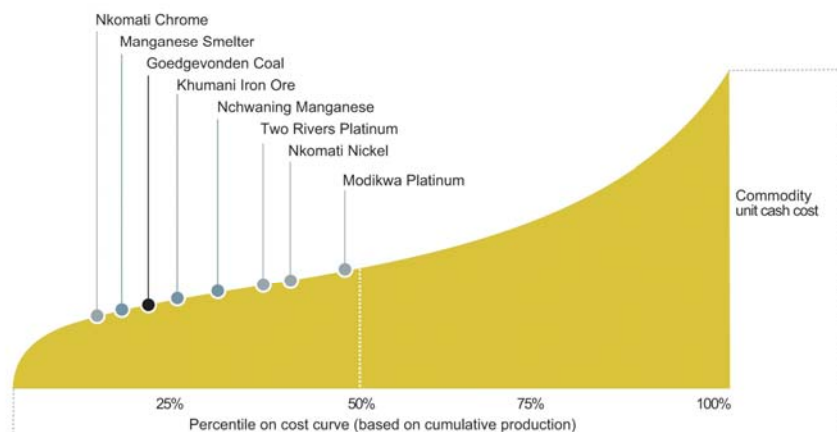 Nkomati Chrome
Manganese Smelter
Goedgevonden Coal
Khumani Iron Ore
Nchwaning Manganese
Two Rivers Platinum
Nkomati Nickel
Modikwa Platinum
Commodity
unit cash cost
25% 50% 75% 100%
Percentile on cost curve (based on cumulative production)